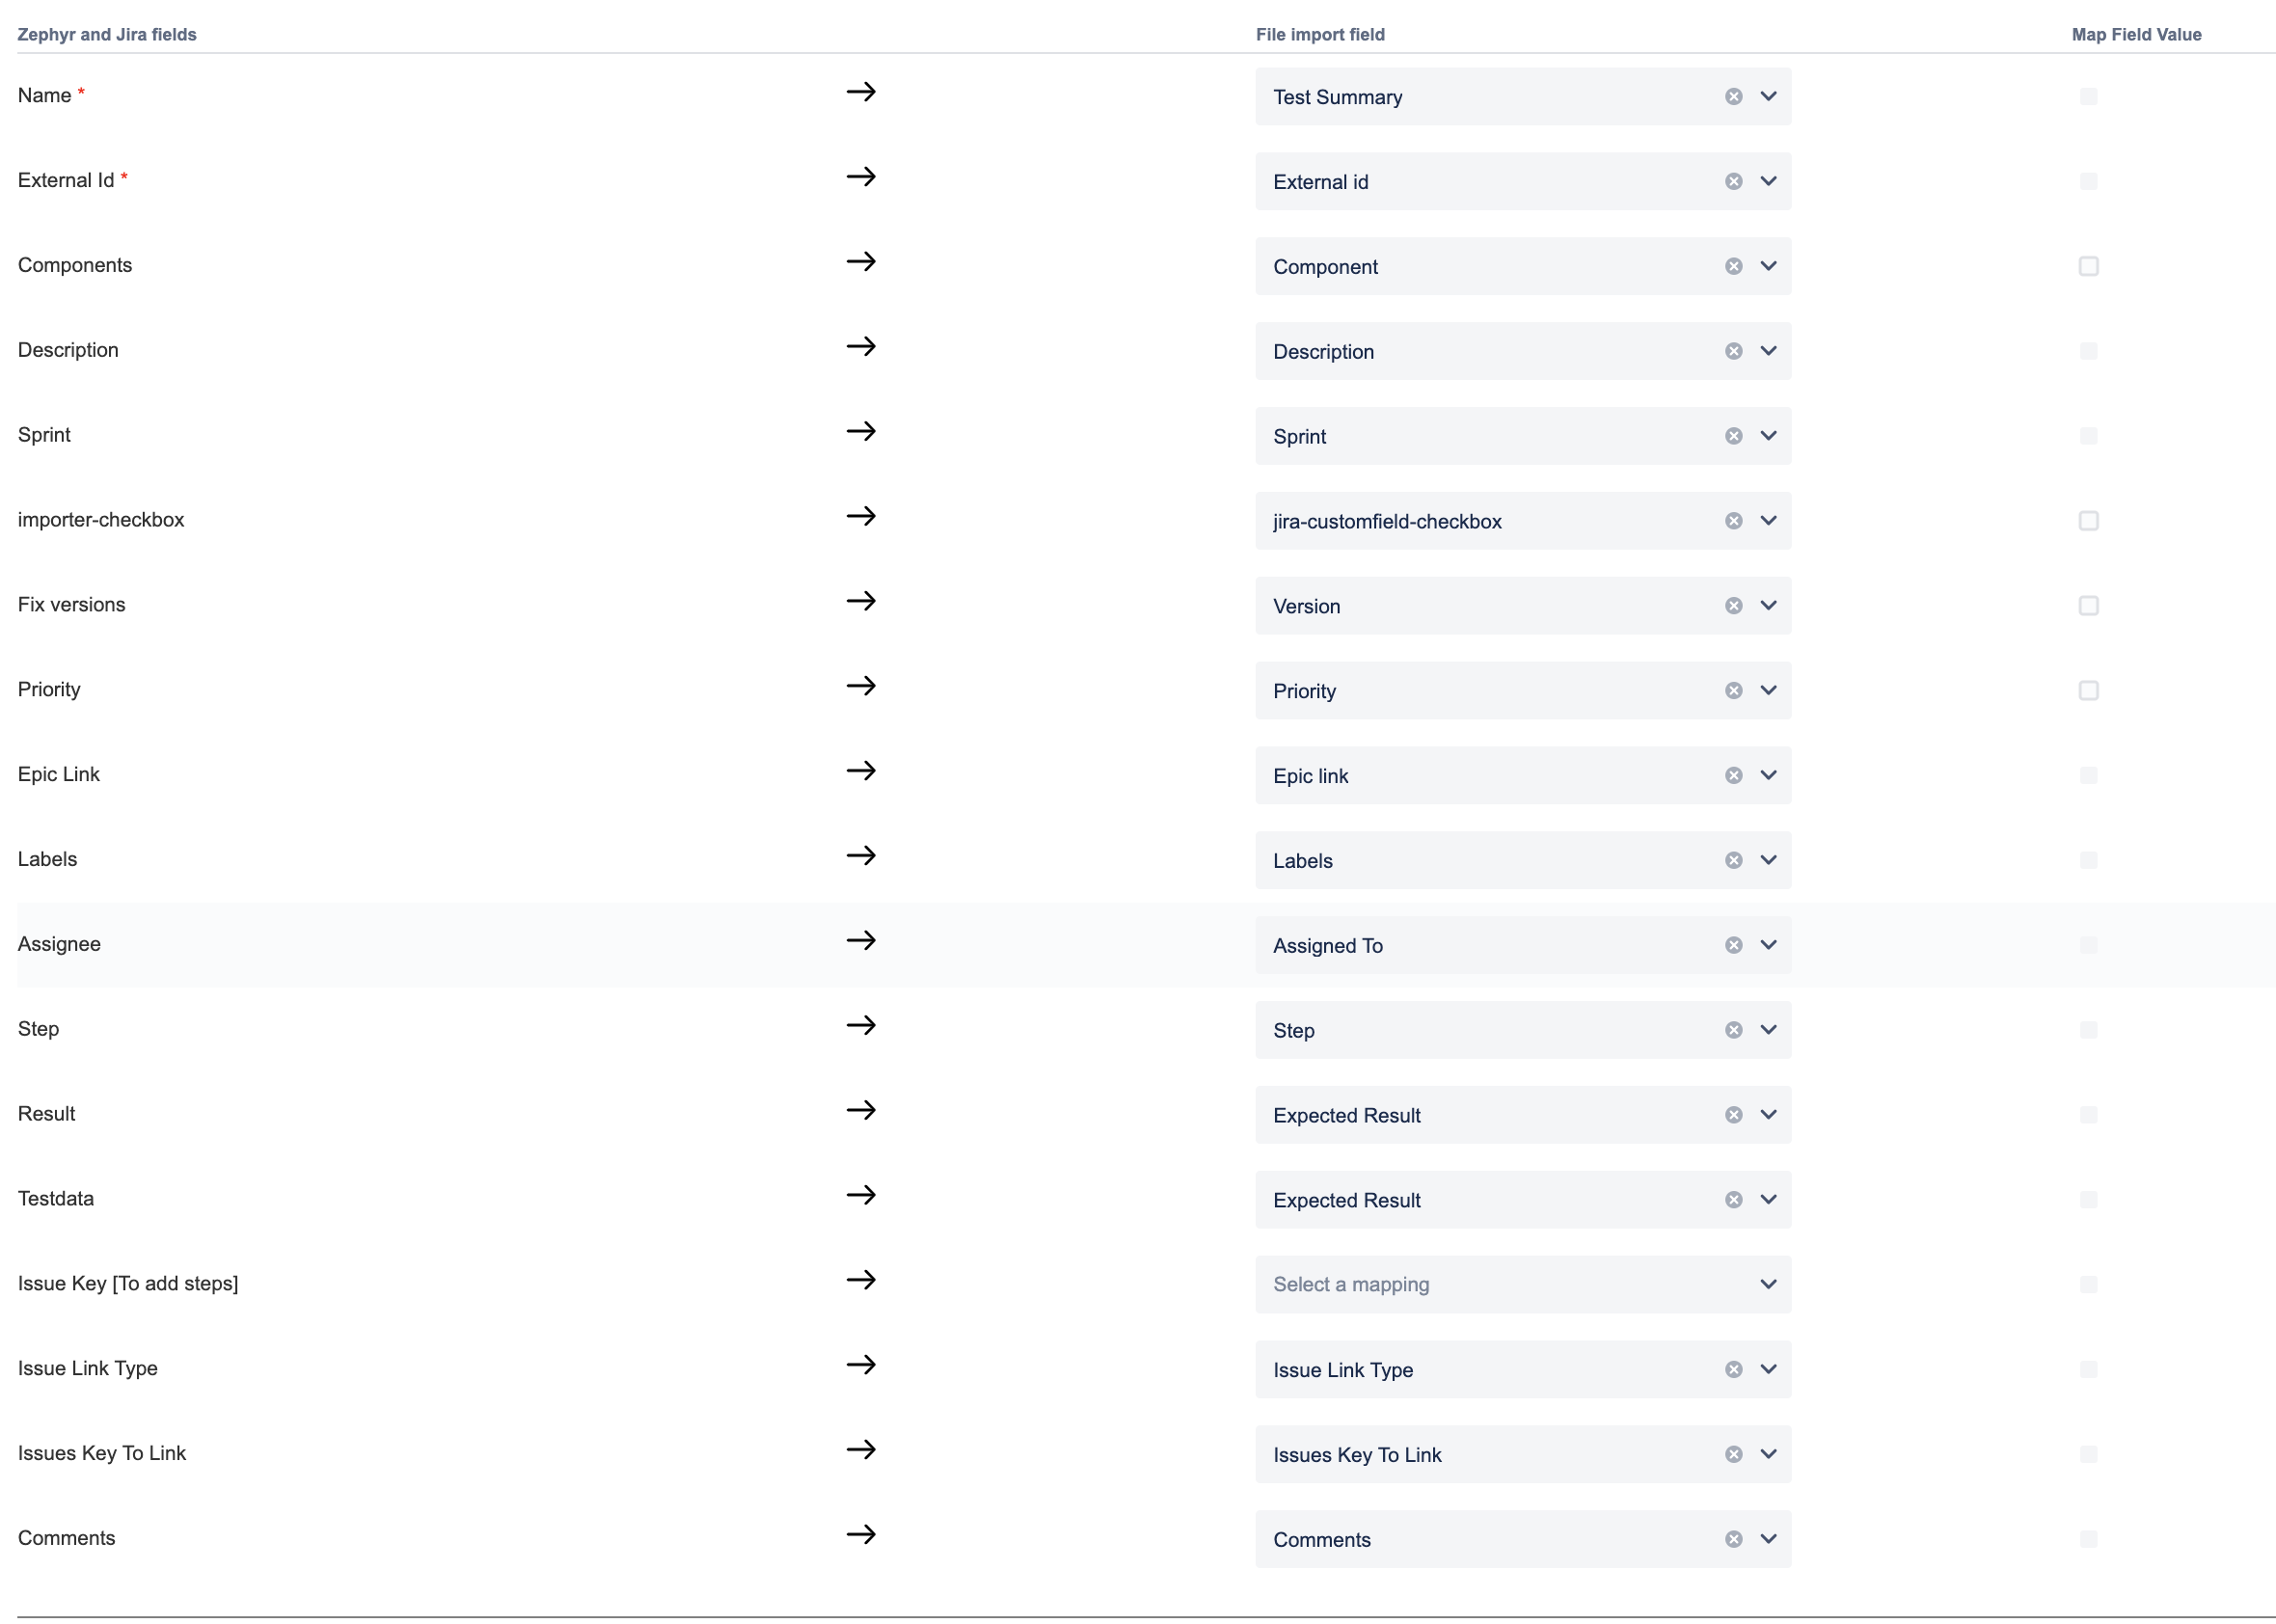 Zephyr and Jira fields File import field Map Field Value
Name * Test Summary
External Id * External id
Components Component
Description Description
Sprint Sprint
importer-checkbox jira-customfield-checkbox
Fix versions Version
Priority Priority
Epic Link Epic link
Labels Labels
Assignee Assigned To
Step Step
Result Expected Result
Testdata Expected Result
Issue Key [To add steps] Select a mapping
Issue Link Type Issue Link Type
Issues Key To Link Issues Key To Link
Comments Comments